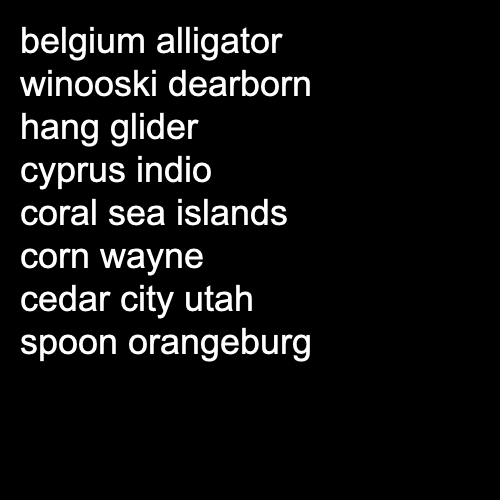 belgium alligator
winooski dearborn
hang glider
cyprus indio
coral sea islands
corn wayne
cedar city utah
spoon orangeburg